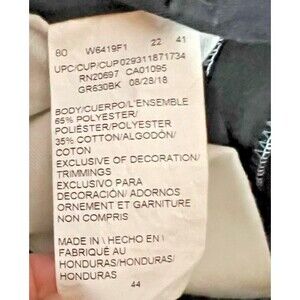 80 W6419F1 22 41
UPC/CUP/CUP029311871734
RN20697 CA01095
GR630BK 08/28/18
BODY/CUERPO/L'ENSEMBLE
65% POLYESTER/
POLIÉSTER/POLYESTER
35% COTTON/ALGODÓN/
COTON
EXCLUSIVE OF DECORATION/
TRIMMINGS
EXCLUSIVO PARA
DECORACIÓN/ ADORNOS
ORNEMENT ET GARNITURE
NON COMPRIS
MADE IN \ HECHO EN \
FABRIQUÉ AU
HONDURAS/HONDURAS/
HONDURAS
44